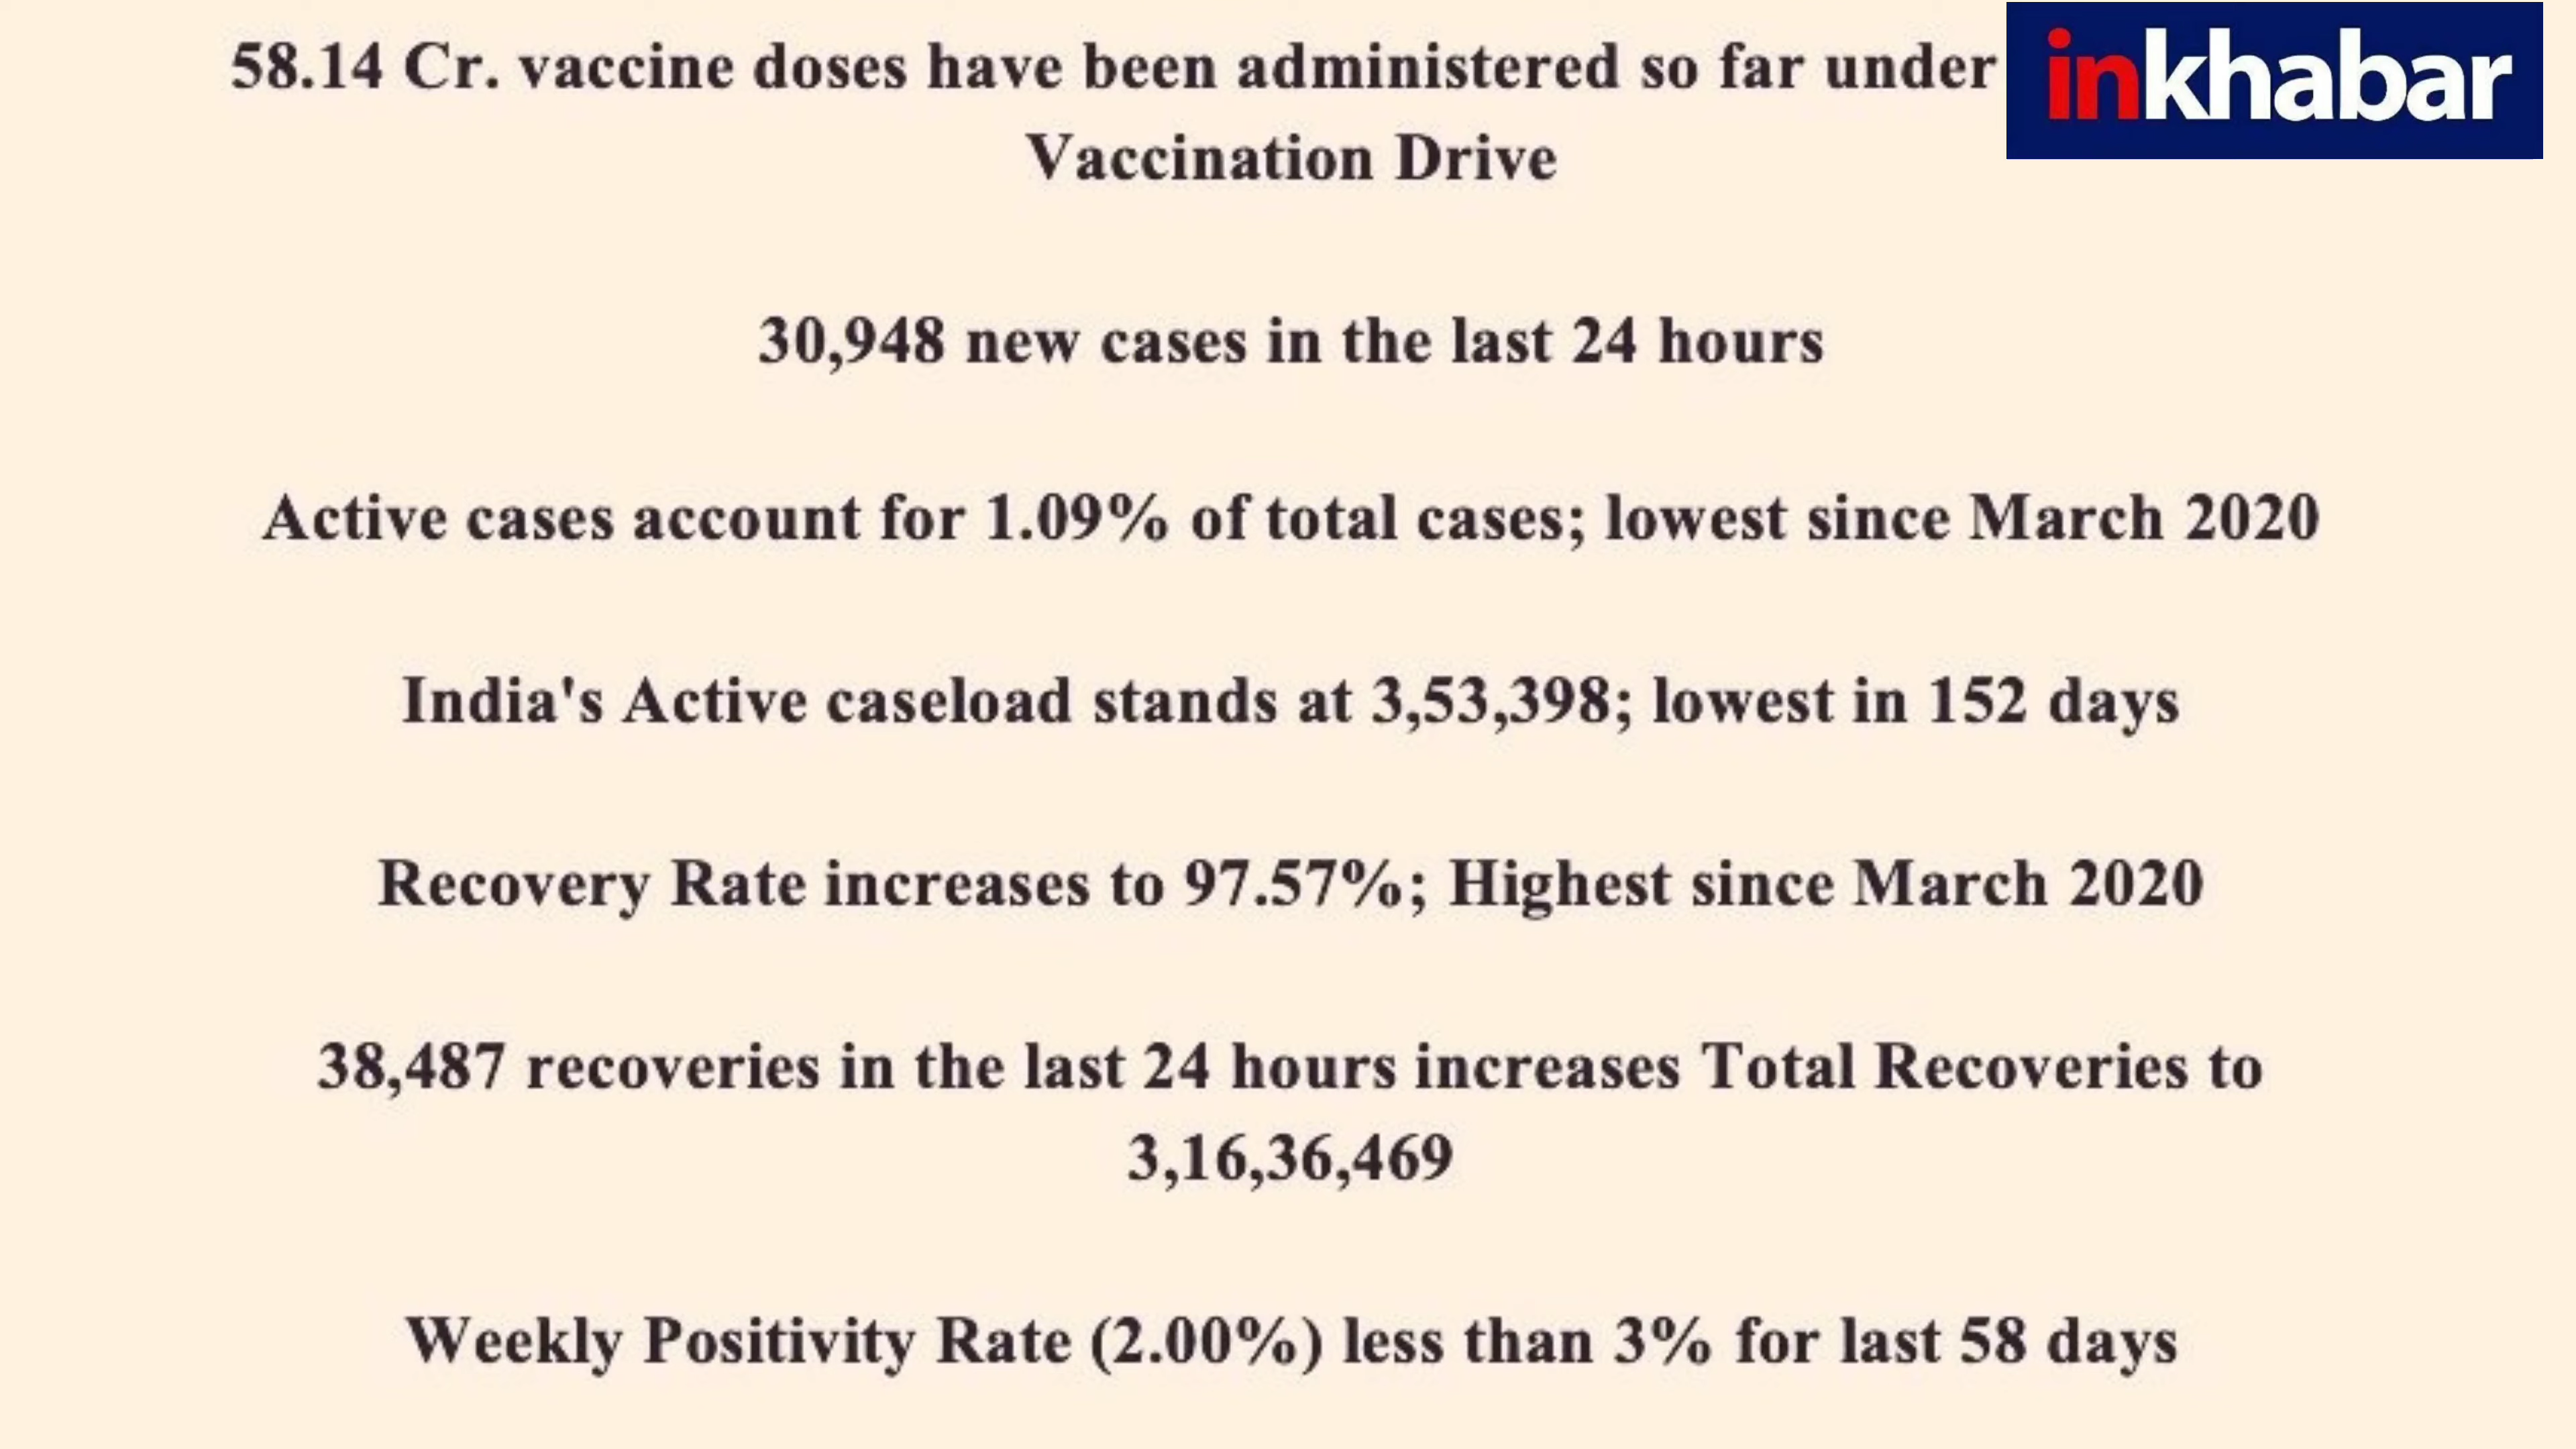 58.14 Cr. vaccine doses have been administered so far under
inkhabar
Vaccination Drive
30,948 new cases in the last 24 hours
Active cases account for 1.09% of total cases; lowest since March 2020
India's Active caseload stands at 3,53,398; lowest in 152 days
Recovery Rate increases to 97.57%; Highest since March 2020
38,487 recoveries in the last 24 hours increases Total Recoveries to
3,16,36,469
Weekly Positivity Rate (2.00%) less than 3% for last 58 days